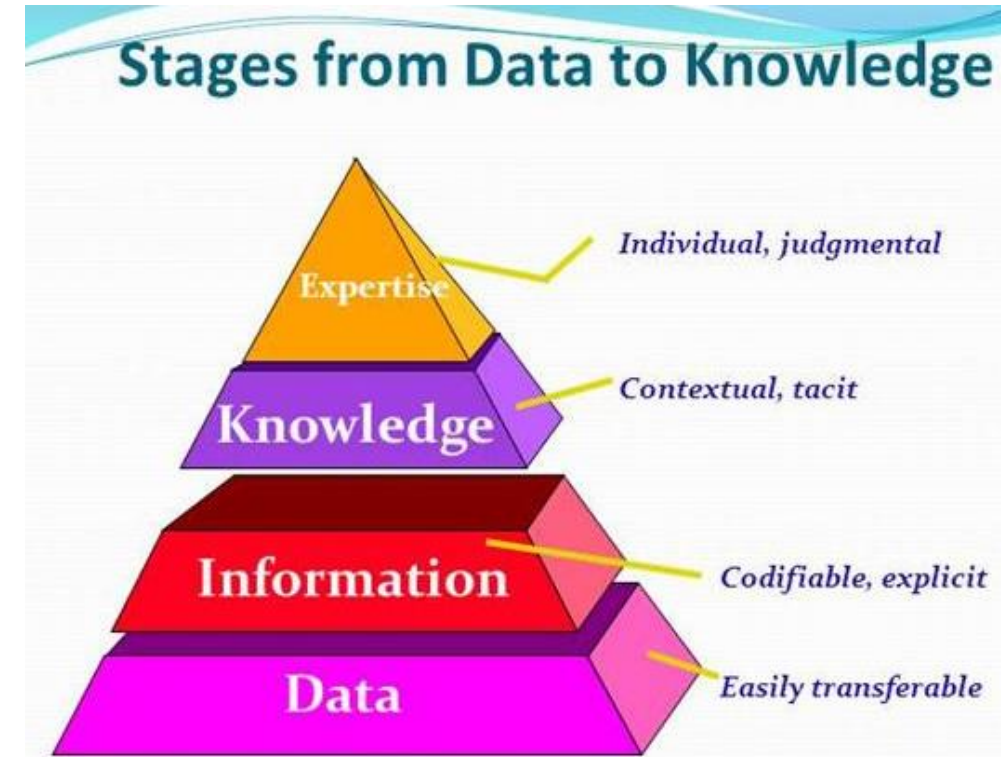 Stages from Data to Knowledge
Expertise
Individual, judgmental
Knowledge
Contextual, tacit
Information
Codifiable, explicit
Data
Easily transferable